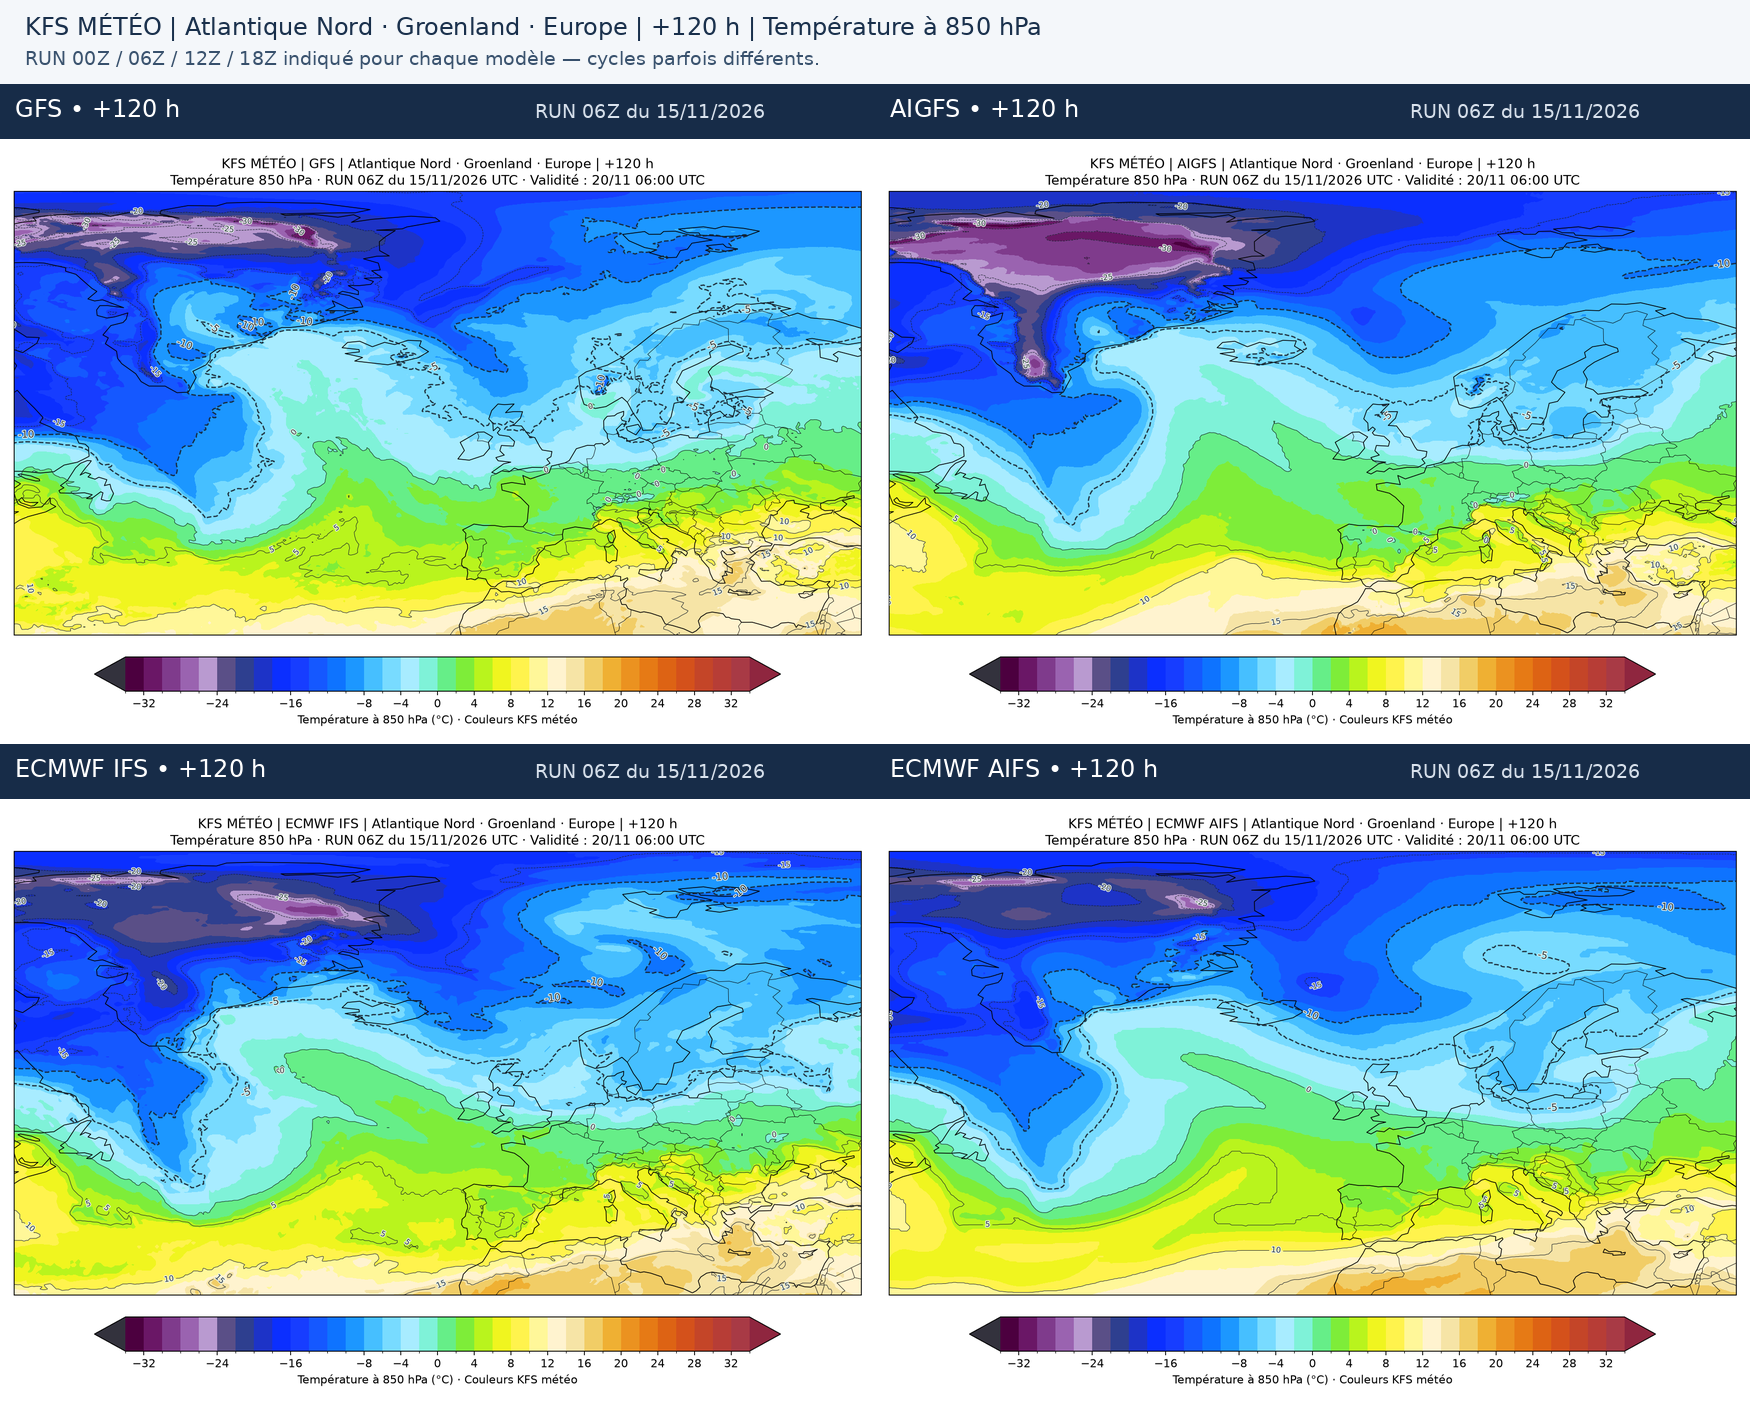 KFS MÉTÉO | Atlantique Nord · Groenland · Europe | +120 h | Température à 850 hPa
RUN 00Z / 06Z / 12Z / 18Z indiqué pour chaque modèle — cycles parfois différents.
GFS • +120 h
RUN 06Z du 15/11/2026
AIGFS • +120 h
RUN 06Z du 15/11/2026
KFS MÉTÉO | GFS | Atlantique Nord · Groenland · Europe | +120 h
Température 850 hPa · RUN 06Z du 15/11/2026 UTC · Validité : 20/11 06:00 UTC
KFS MÉTÉO | AIGFS | Atlantique Nord · Groenland · Europe | +120 h
Température 850 hPa · RUN 06Z du 15/11/2026 UTC · Validité : 20/11 06:00 UTC
−32 −24 −16 −8 −4 0 4 8 12 16 20 24 28 32
Température à 850 hPa (°C) · Couleurs KFS météo
−32 −24 −16 −8 −4 0 4 8 12 16 20 24 28 32
Température à 850 hPa (°C) · Couleurs KFS météo
ECMWF IFS • +120 h
RUN 06Z du 15/11/2026
ECMWF AIFS • +120 h
RUN 06Z du 15/11/2026
KFS MÉTÉO | ECMWF IFS | Atlantique Nord · Groenland · Europe | +120 h
Température 850 hPa · RUN 06Z du 15/11/2026 UTC · Validité : 20/11 06:00 UTC
KFS MÉTÉO | ECMWF AIFS | Atlantique Nord · Groenland · Europe | +120 h
Température 850 hPa · RUN 06Z du 15/11/2026 UTC · Validité : 20/11 06:00 UTC
−32 −24 −16 −8 −4 0 4 8 12 16 20 24 28 32
Température à 850 hPa (°C) · Couleurs KFS météo
−32 −24 −16 −8 −4 0 4 8 12 16 20 24 28 32
Température à 850 hPa (°C) · Couleurs KFS météo